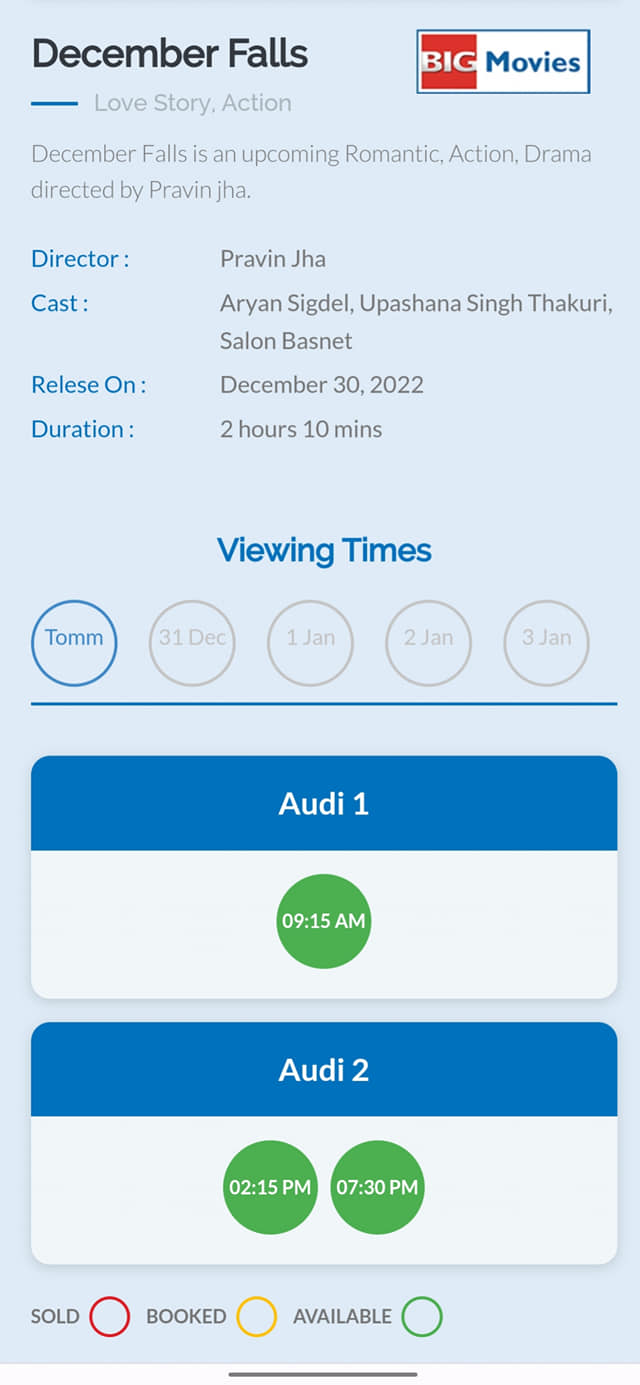 December Falls
BIG Movies
Love Story, Action
December Falls is an upcoming Romantic, Action, Drama
directed by Pravin jha.
Director : Pravin Jha
Cast : Aryan Sigdel, Upashana Singh Thakuri,
Salon Basnet
Relese On : December 30, 2022
Duration : 2 hours 10 mins
Viewing Times
Tomm 31 Dec 1 Jan 2 Jan 3 Jan
Audi 1
09:15 AM
Audi 2
02:15 PM 07:30 PM
SOLD BOOKED AVAILABLE